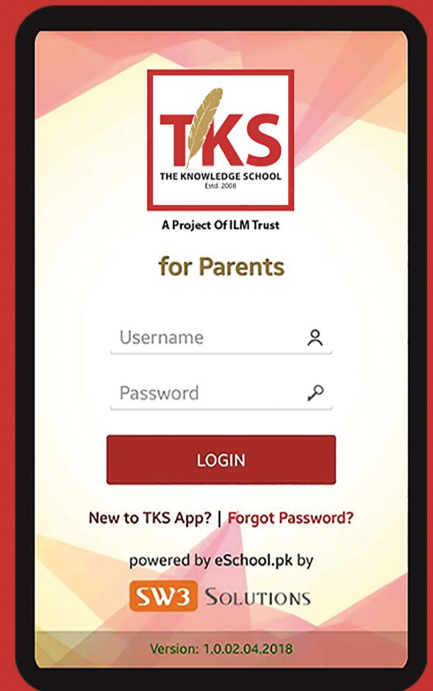 TKS
THE KNOWLEDGE SCHOOL
Estd. 2008
A Project Of ILM Trust
for Parents
Username
Password
LOGIN
New to TKS App? | Forgot Password?
powered by eSchool.pk by
SW3 SOLUTIONS
Version: 1.0.02.04.2018